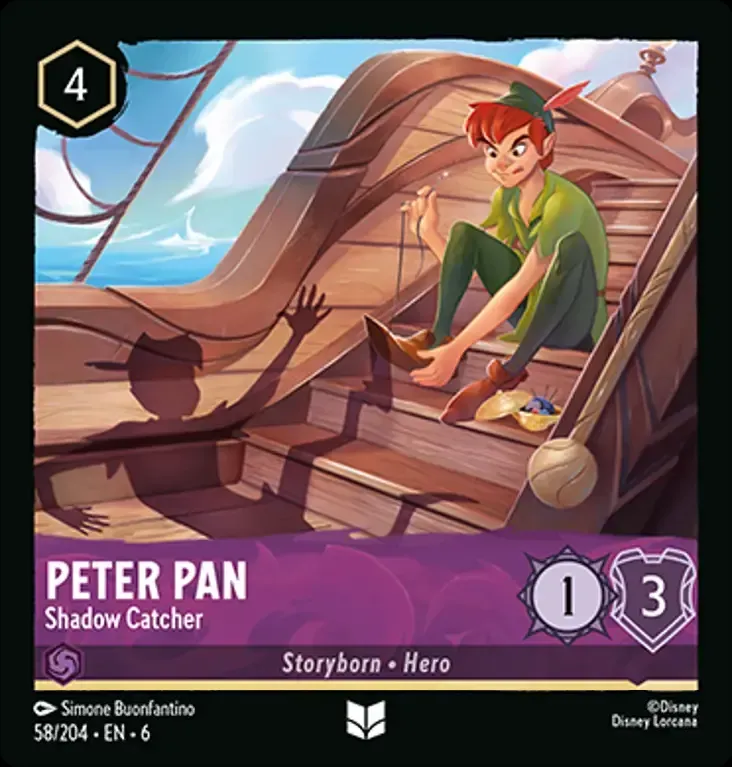 4
PETER PAN
Shadow Catcher
1
3
Storyborn • Hero
Simone Buonfantino
58/204 • EN • 6
©Disney
Disney Lorcana